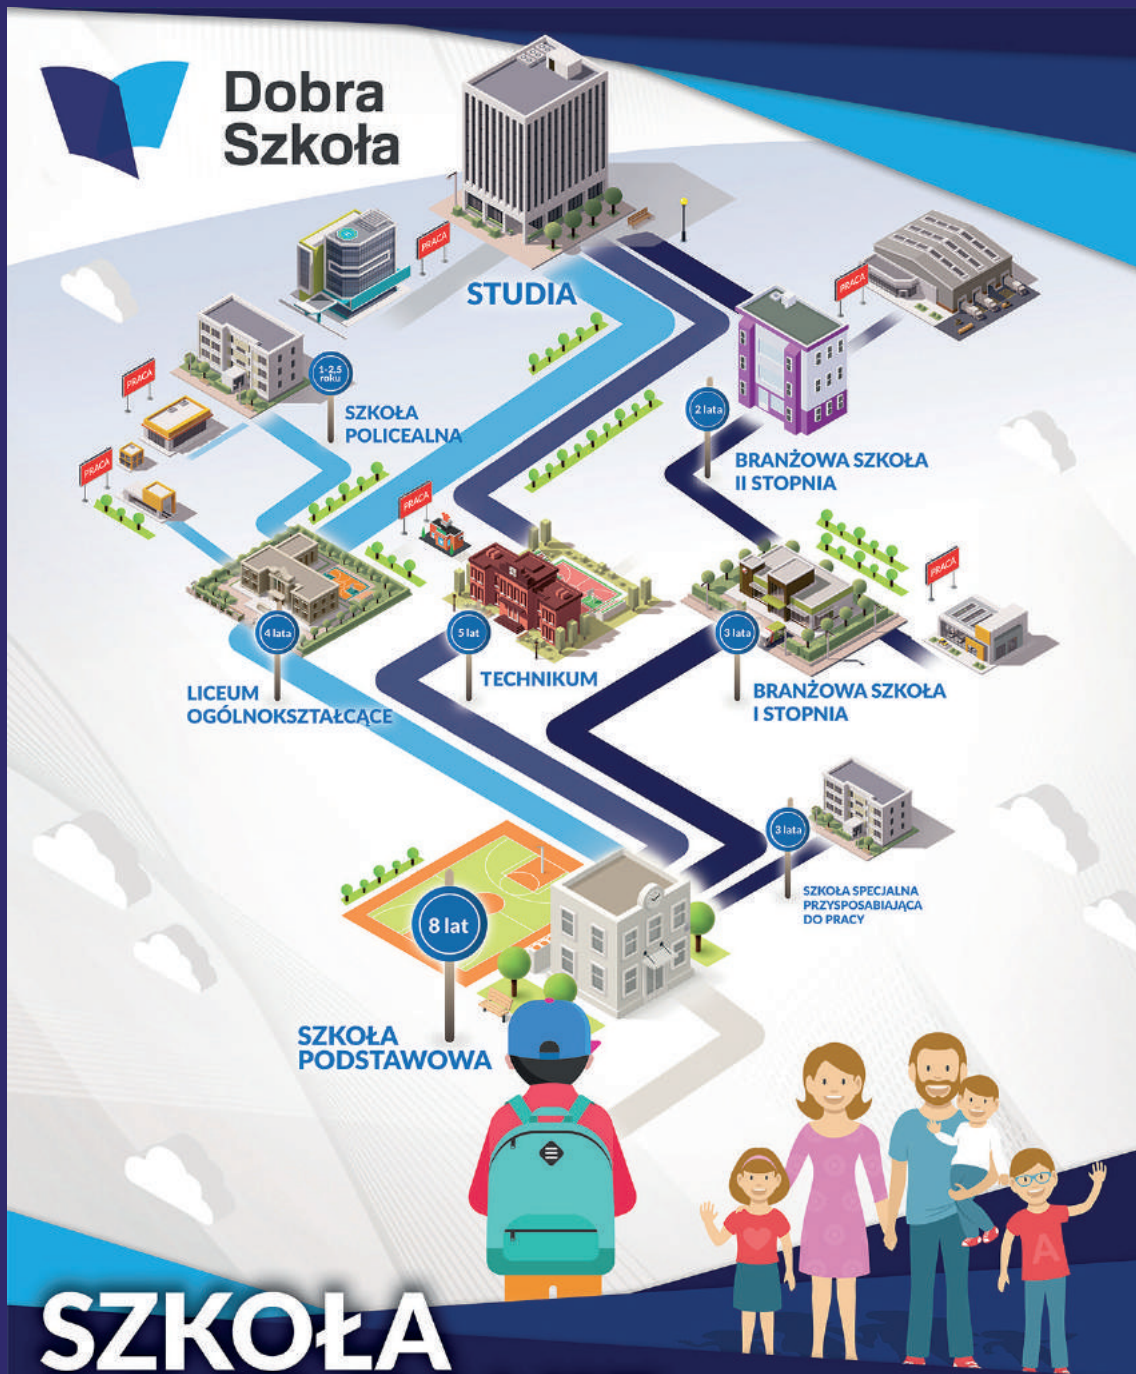 Dobra
Szkoła
PRACA
STUDIA
PRACA
1-2,5
roku
PRACA
SZKOŁA
POLICEALNA
2 lata
BRANŻOWA SZKOŁA
II STOPNIA
PRACA
PRACA
PRACA
4 lata
5 lat
3 lata
LICEUM
OGÓLNOKSZTAŁCĄCE
TECHNIKUM
BRANŻOWA SZKOŁA
I STOPNIA
3 lata
SZKOŁA SPECJALNA
PRZYSPOSABIAJĄCA
DO PRACY
8 lat
SZKOŁA
PODSTAWOWA
A
SZKOŁA